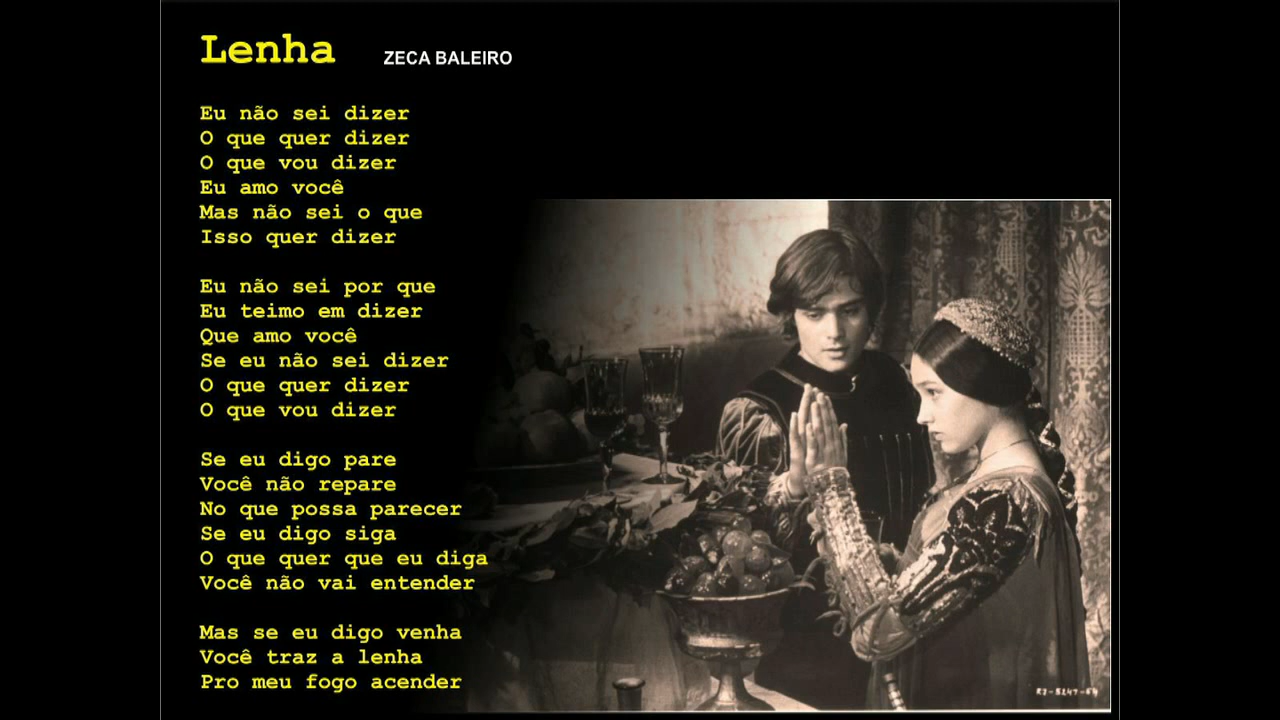 Lenha ZECA BALEIRO
Eu não sei dizer
O que quer dizer
O que vou dizer
Eu amo você
Mas não sei o que
Isso quer dizer
Eu não sei por que
Eu teimo em dizer
Que amo você
Se eu não sei dizer
O que quer dizer
O que vou dizer
Se eu digo pare
Você não repare
No que possa parecer
Se eu digo siga
O que quer que eu diga
Você não vai entender
Mas se eu digo venha
Você traz a lenha
Pro meu fogo acender